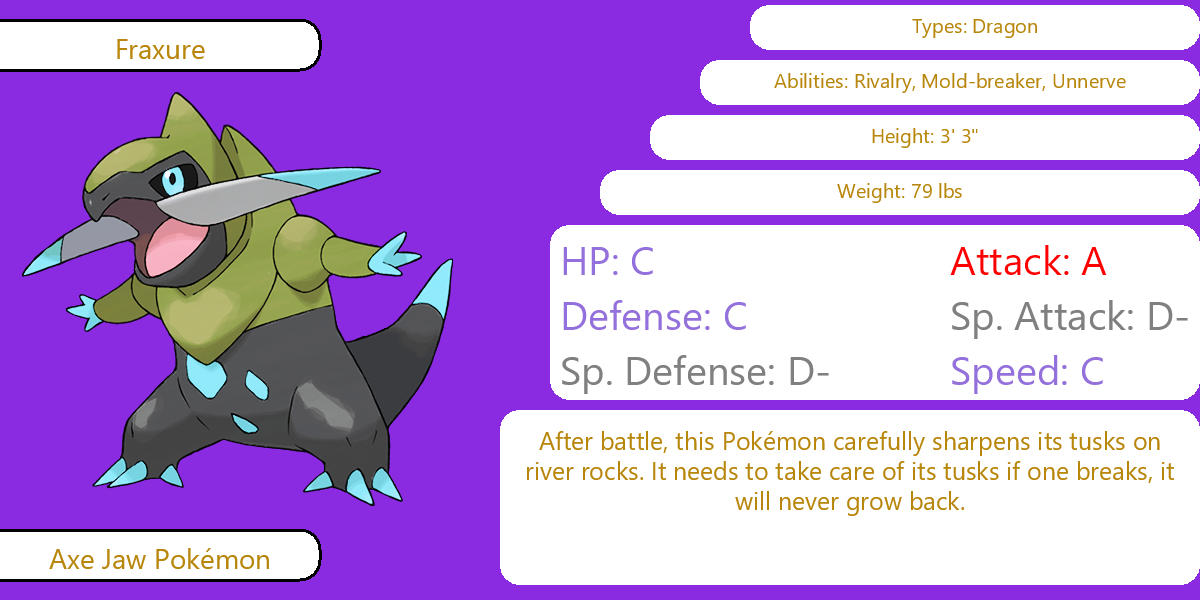 Fraxure
Types: Dragon
Abilities: Rivalry, Mold-breaker, Unnerve
Height: 3' 3"
Weight: 79 lbs
HP: C
Attack: A
Defense: C
Sp. Attack: D-
Sp. Defense: D-
Speed: C
After battle, this Pokémon carefully sharpens its tusks on
river rocks. It needs to take care of its tusks if one breaks, it
will never grow back.
Axe Jaw Pokémon